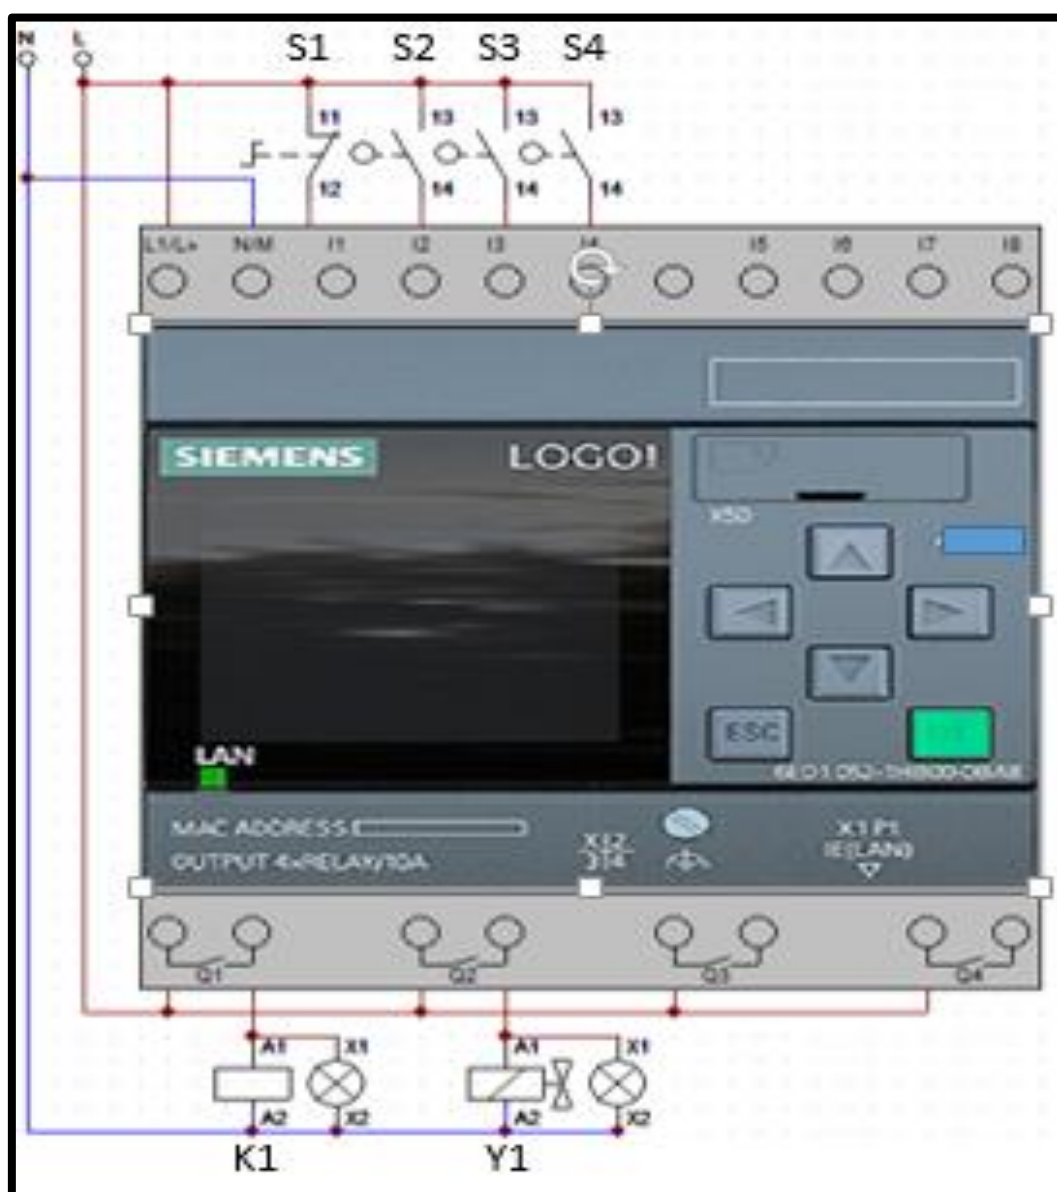 N L S1 S2 S3 S4
11 13 13 13
12 14 14 14
L1/L+ N/M I1 I2 I3 I4 I5 I6 I7 I8
SIEMENS LOGO!
X50
ESC
LAN
MAC ADDRESS
OUTPUT 4xRELAY/10A
X1P1
IE(LAN)
Q1 Q2 Q3 Q4
A1 X1 A1 X1
A2 X2 A2 X2
K1 Y1